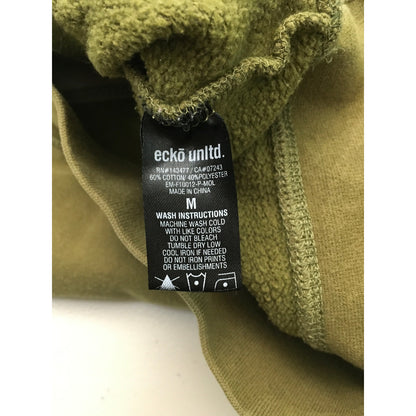 eckō unltd.
RN#143477 / CA#07243
60% COTTON/ 40%POLYESTER
EM-F10012-P-MOL
MADE IN CHINA
M
WASH INSTRUCTIONS
MACHINE WASH COLD
WITH LIKE COLORS
DO NOT BLEACH
TUMBLE DRY LOW
COOL IRON IF NEEDED
DO NOT IRON PRINTS
OR EMBELLISHMENTS